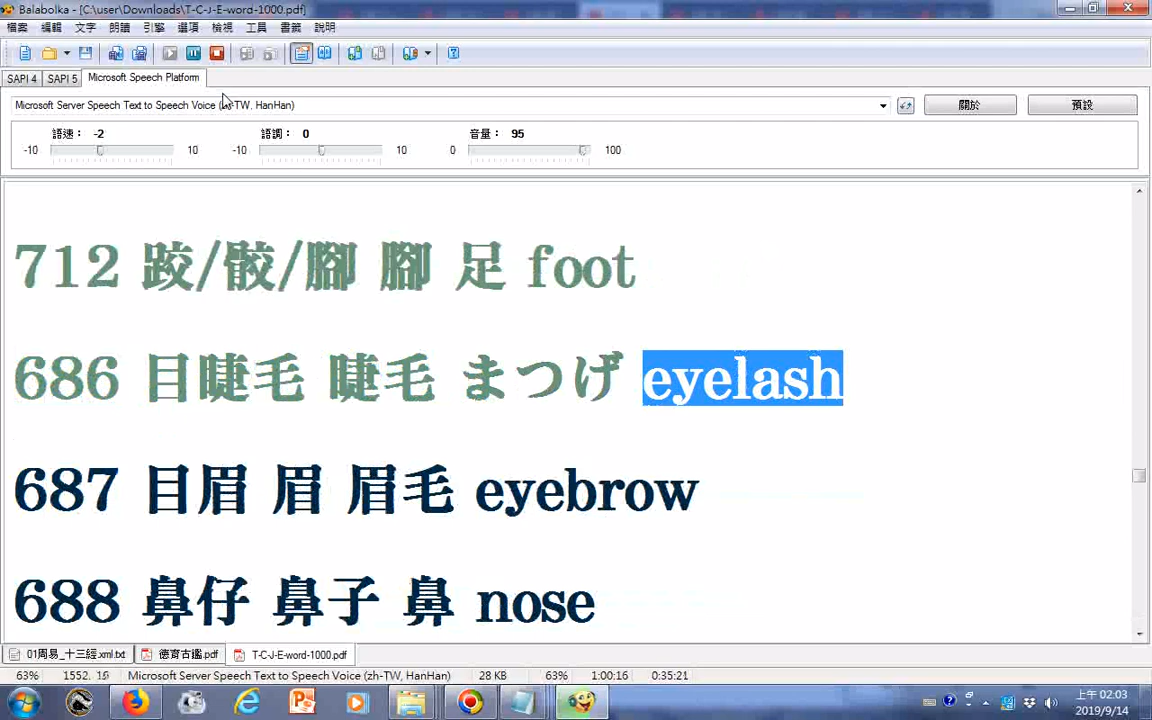 Balabolka - [C:\user\Downloads\T-C-J-E-word-1000.pdf]
檔案 編輯 文字 朗讀 引擎 選項 檢視 工具 書籤 說明
SAPI 4 SAPI 5 Microsoft Speech Platform
Microsoft Server Speech Text to Speech Voice (zh-TW, HanHan) 關於 預設
語速： -2 語調： 0 音量： 95
-10 10 -10 10 0 100
712 跤/骹/腳 腳 足 foot
686 目睫毛 睫毛 まつげ eyelash
687 目眉 眉 眉毛 eyebrow
688 鼻仔 鼻子 鼻 nose
01周易_十三經.xml.txt 德育古鑑.pdf T-C-J-E-word-1000.pdf
63% 1552: 15 Microsoft Server Speech Text to Speech Voice (zh-TW, HanHan) 28 KB 63% 1:00:16 0:35:21
上午 02:03
2019/9/14